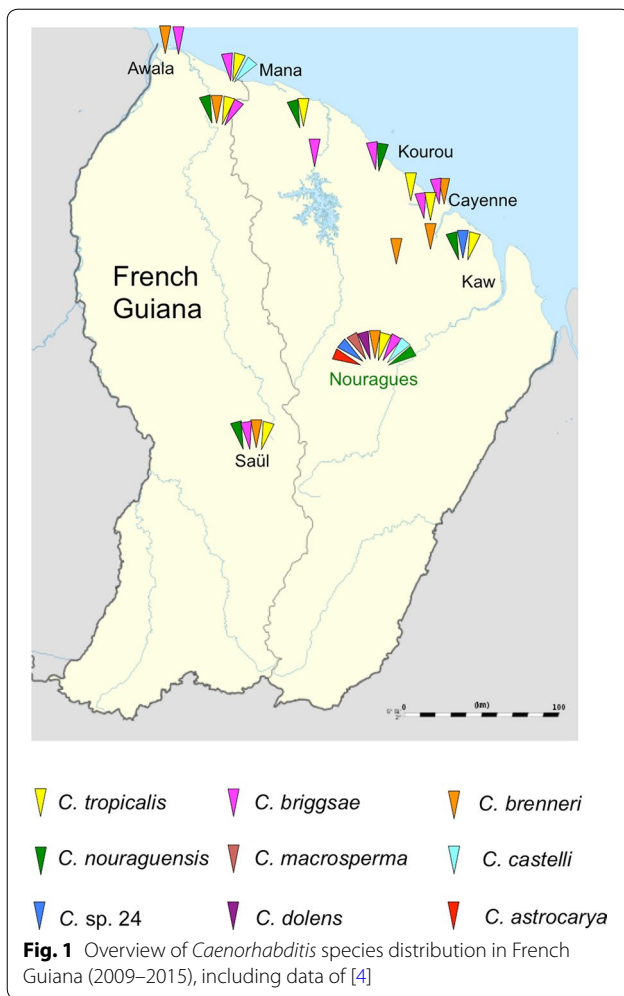 Awala
Mana
Kourou
Cayenne
French
Guiana
Kaw
Nouragues
Saül
0 (km) 100
C. tropicalis C. briggsae C. brenneri
C. nouraguensis C. macrosperma C. castelli
C. sp. 24 C. dolens C. astrocarya
Fig. 1 Overview of Caenorhabditis species distribution in French
Guiana (2009–2015), including data of [4]